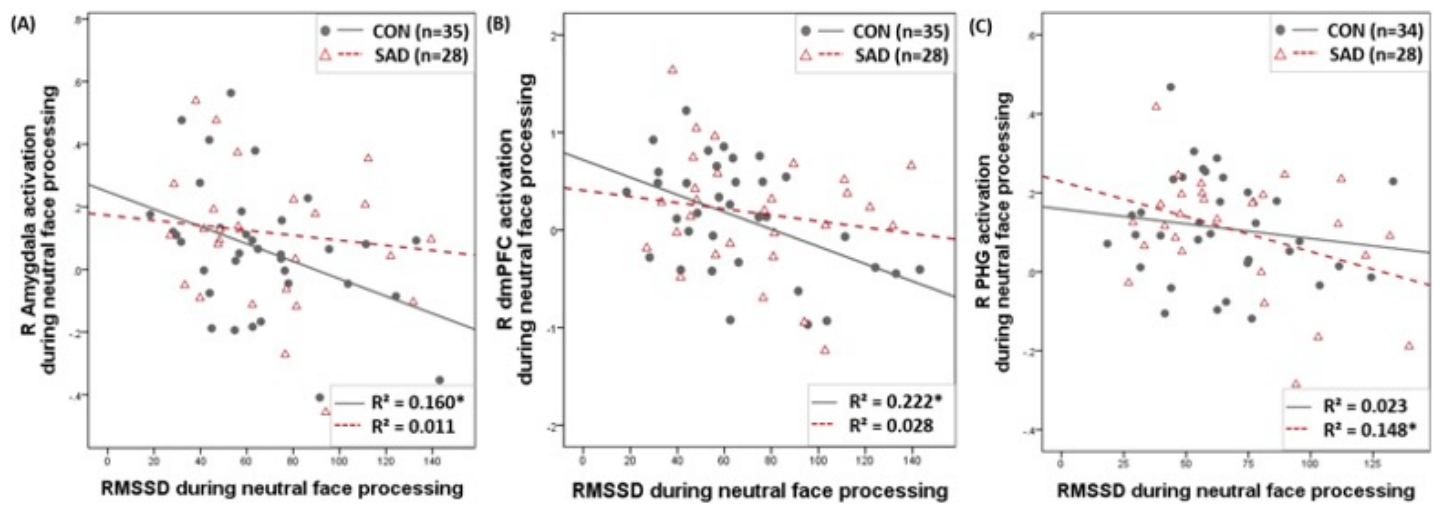 (A)
CON (n=35)
SAD (n=28)
R Amygdala activation
during neutral face processing
.8
.6
.4
.2
.0
-.2
-.4
0 20 40 60 80 100 120 140
RMSSD during neutral face processing
R² = 0.160*
R² = 0.011
(B)
CON (n=35)
SAD (n=28)
R dmPFC activation
during neutral face processing
2
1
0
-1
-2
0 20 40 60 80 100 120 140
RMSSD during neutral face processing
R² = 0.222*
R² = 0.028
(C)
CON (n=34)
SAD (n=28)
R PHG activation
during neutral face processing
.6
.4
.2
.0
-.2
-.4
0 25 50 75 100 125
RMSSD during neutral face processing
R² = 0.023
R² = 0.148*